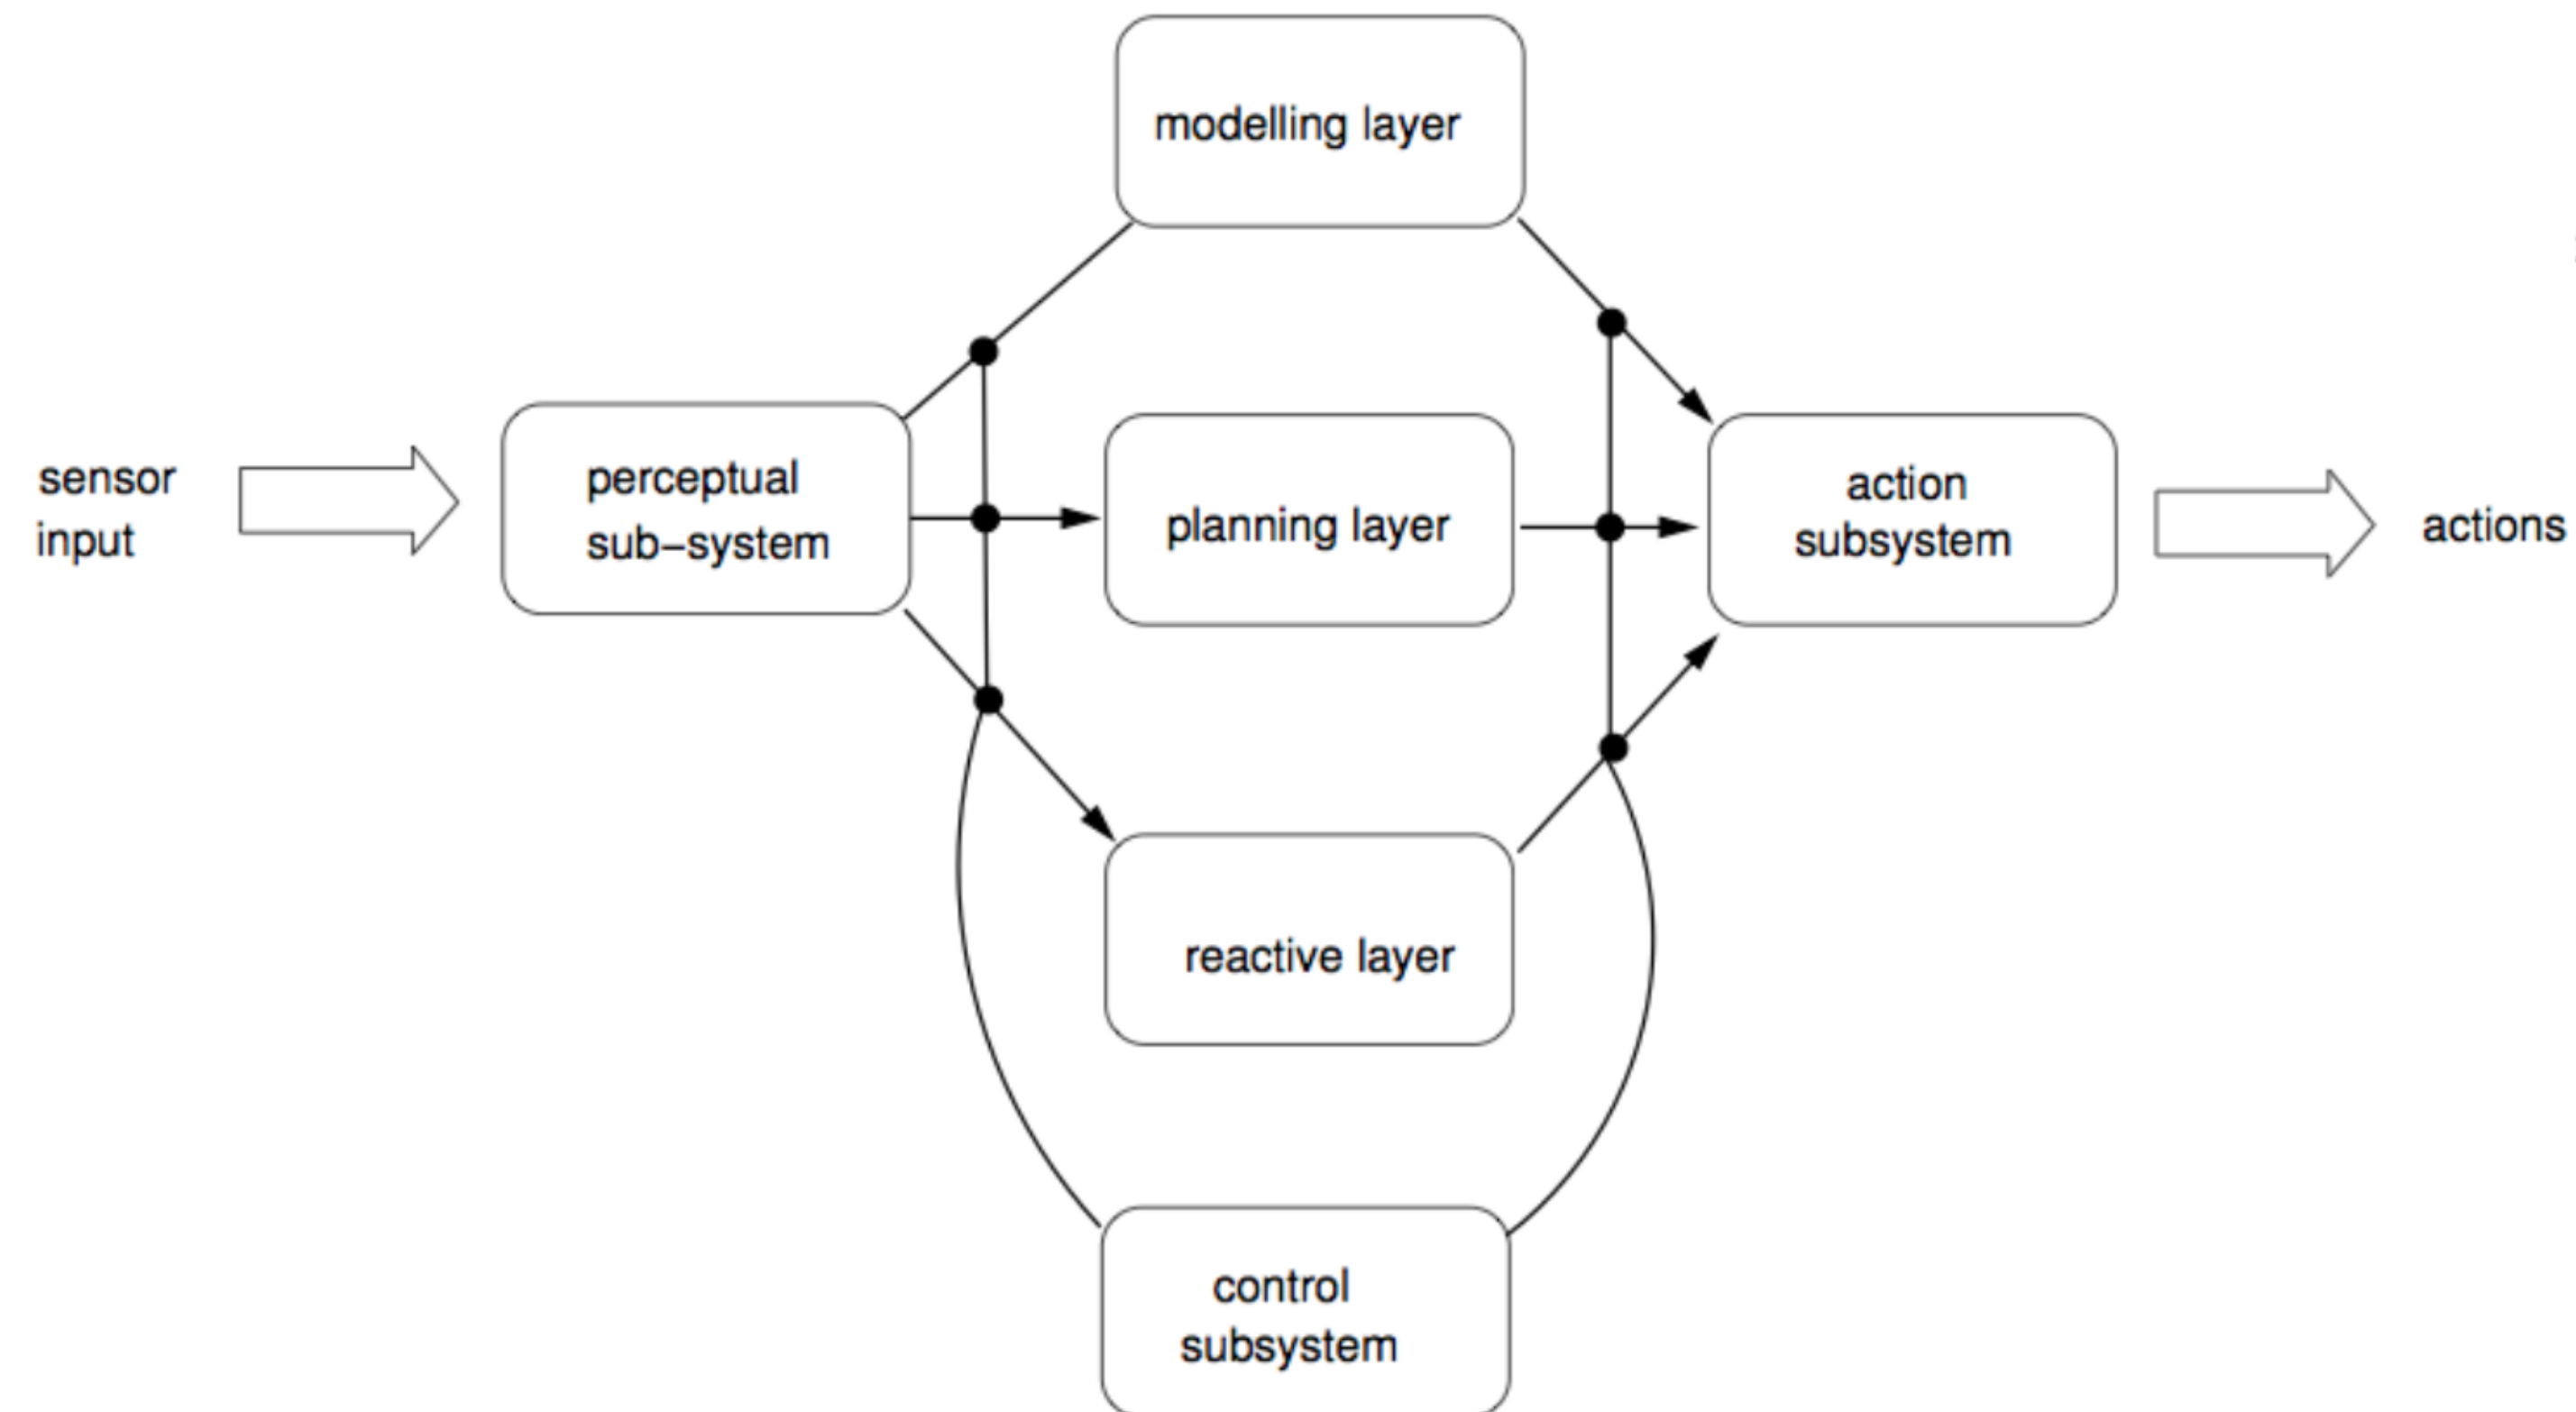 modelling layer
sensor
input
perceptual
sub–system
planning layer
action
subsystem
actions
reactive layer
control
subsystem